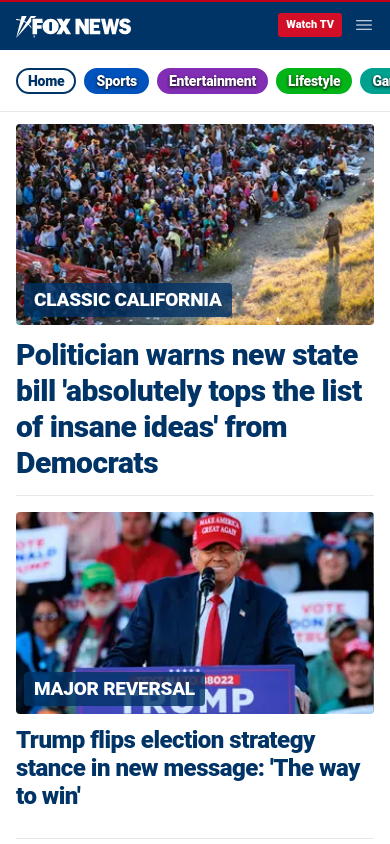 FOX NEWS
Watch TV
Home
Sports
Entertainment
Lifestyle
CLASSIC CALIFORNIA
Politician warns new state
bill 'absolutely tops the list
of insane ideas' from
Democrats
MAKE AMERICA
GREAT AGAIN
VOTE
VOTE
88022
TRUMP
MAJOR REVERSAL
Trump flips election strategy
stance in new message: 'The way
to win'